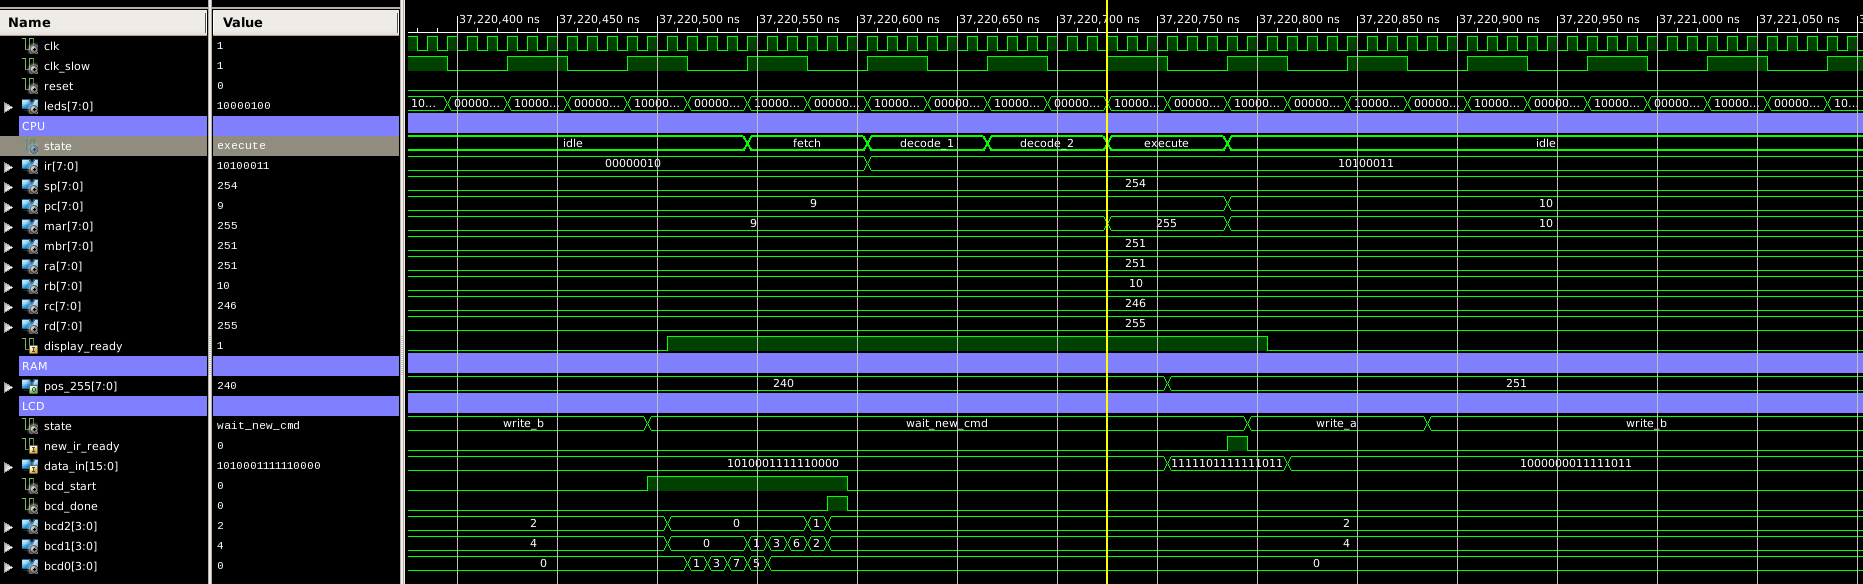 Name Value 37,220,400 ns 37,220,450 ns 37,220,500 ns 37,220,550 ns 37,220,600 ns 37,220,650 ns 37,220,700 ns 37,220,750 ns 37,220,800 ns 37,220,850 ns 37,220,900 ns 37,220,950 ns 37,221,000 ns 37,221,050 ns
clk 1
clk_slow 1
reset 0
leds[7:0] 10000100 10... 00000... 10000... 00000... 10000... 00000... 10000... 00000... 10000... 00000... 10000... 00000... 10000... 00000... 10000... 00000... 10000... 00000... 10000... 00000... 10000... 00000... 10000... 00000... 10...
CPU
state execute idle fetch decode_1 decode_2 execute idle
ir[7:0] 10100011 00000010 10100011
sp[7:0] 254 254
pc[7:0] 9 9 10
mar[7:0] 255 9 255 10
mbr[7:0] 251 251
ra[7:0] 251 251
rb[7:0] 10 10
rc[7:0] 246 246
rd[7:0] 255 255
display_ready 1
RAM
pos_255[7:0] 240 240 251
LCD
state wait_new_cmd write_b wait_new_cmd write_a write_b
new_ir_ready 0
data_in[15:0] 1010001111110000 1010001111110000 1111101111111011 1000000011111011
bcd_start 0
bcd_done 0
bcd2[3:0] 2 2 0 1 2
bcd1[3:0] 4 4 0 1 3 6 2 4
bcd0[3:0] 0 0 1 3 7 5 0